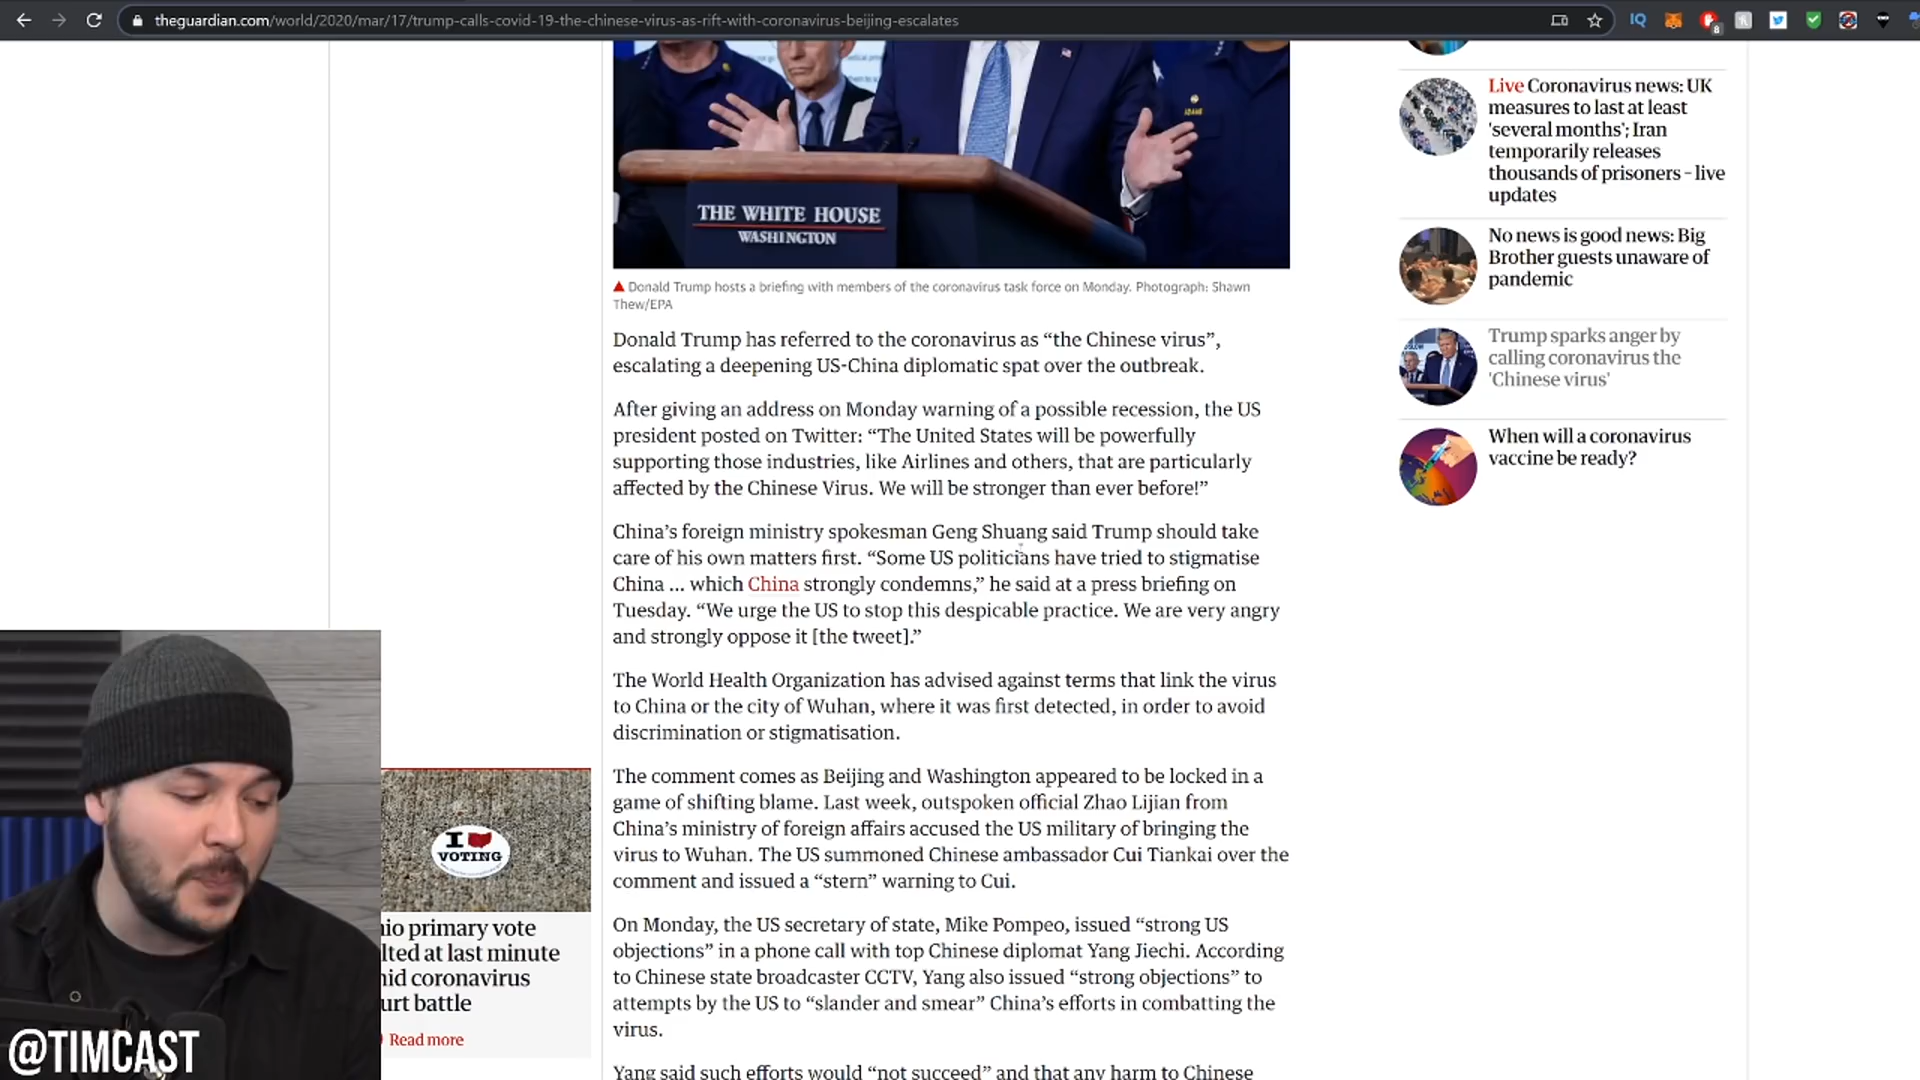 theguardian.com/world/2020/mar/17/trump-calls-covid-19-the-chinese-virus-as-rift-with-coronavirus-beijing-escalates
IQ
8
THE WHITE HOUSE
WASHINGTON
Donald Trump hosts a briefing with members of the coronavirus task force on Monday. Photograph: Shawn
Thew/EPA
Donald Trump has referred to the coronavirus as “the Chinese virus”,
escalating a deepening US-China diplomatic spat over the outbreak.
After giving an address on Monday warning of a possible recession, the US
president posted on Twitter: “The United States will be powerfully
supporting those industries, like Airlines and others, that are particularly
affected by the Chinese Virus. We will be stronger than ever before!”
China’s foreign ministry spokesman Geng Shuang said Trump should take
care of his own matters first. “Some US politicians have tried to stigmatise
China ... which China strongly condemns,” he said at a press briefing on
Tuesday. “We urge the US to stop this despicable practice. We are very angry
and strongly oppose it [the tweet].”
The World Health Organization has advised against terms that link the virus
to China or the city of Wuhan, where it was first detected, in order to avoid
discrimination or stigmatisation.
The comment comes as Beijing and Washington appeared to be locked in a
game of shifting blame. Last week, outspoken official Zhao Lijian from
China’s ministry of foreign affairs accused the US military of bringing the
virus to Wuhan. The US summoned Chinese ambassador Cui Tiankai over the
comment and issued a “stern” warning to Cui.
On Monday, the US secretary of state, Mike Pompeo, issued “strong US
objections” in a phone call with top Chinese diplomat Yang Jiechi. According
to Chinese state broadcaster CCTV, Yang also issued “strong objections” to
attempts by the US to “slander and smear” China’s efforts in combatting the
virus.
Yang said such efforts would “not succeed” and that any harm to Chinese
Live Coronavirus news: UK
measures to last at least
'several months'; Iran
temporarily releases
thousands of prisoners – live
updates
No news is good news: Big
Brother guests unaware of
pandemic
Trump sparks anger by
calling coronavirus the
'Chinese virus'
When will a coronavirus
vaccine be ready?
I
VOTING
io primary vote
lted at last minute
id coronavirus
urt battle
Read more
@TIMCAST